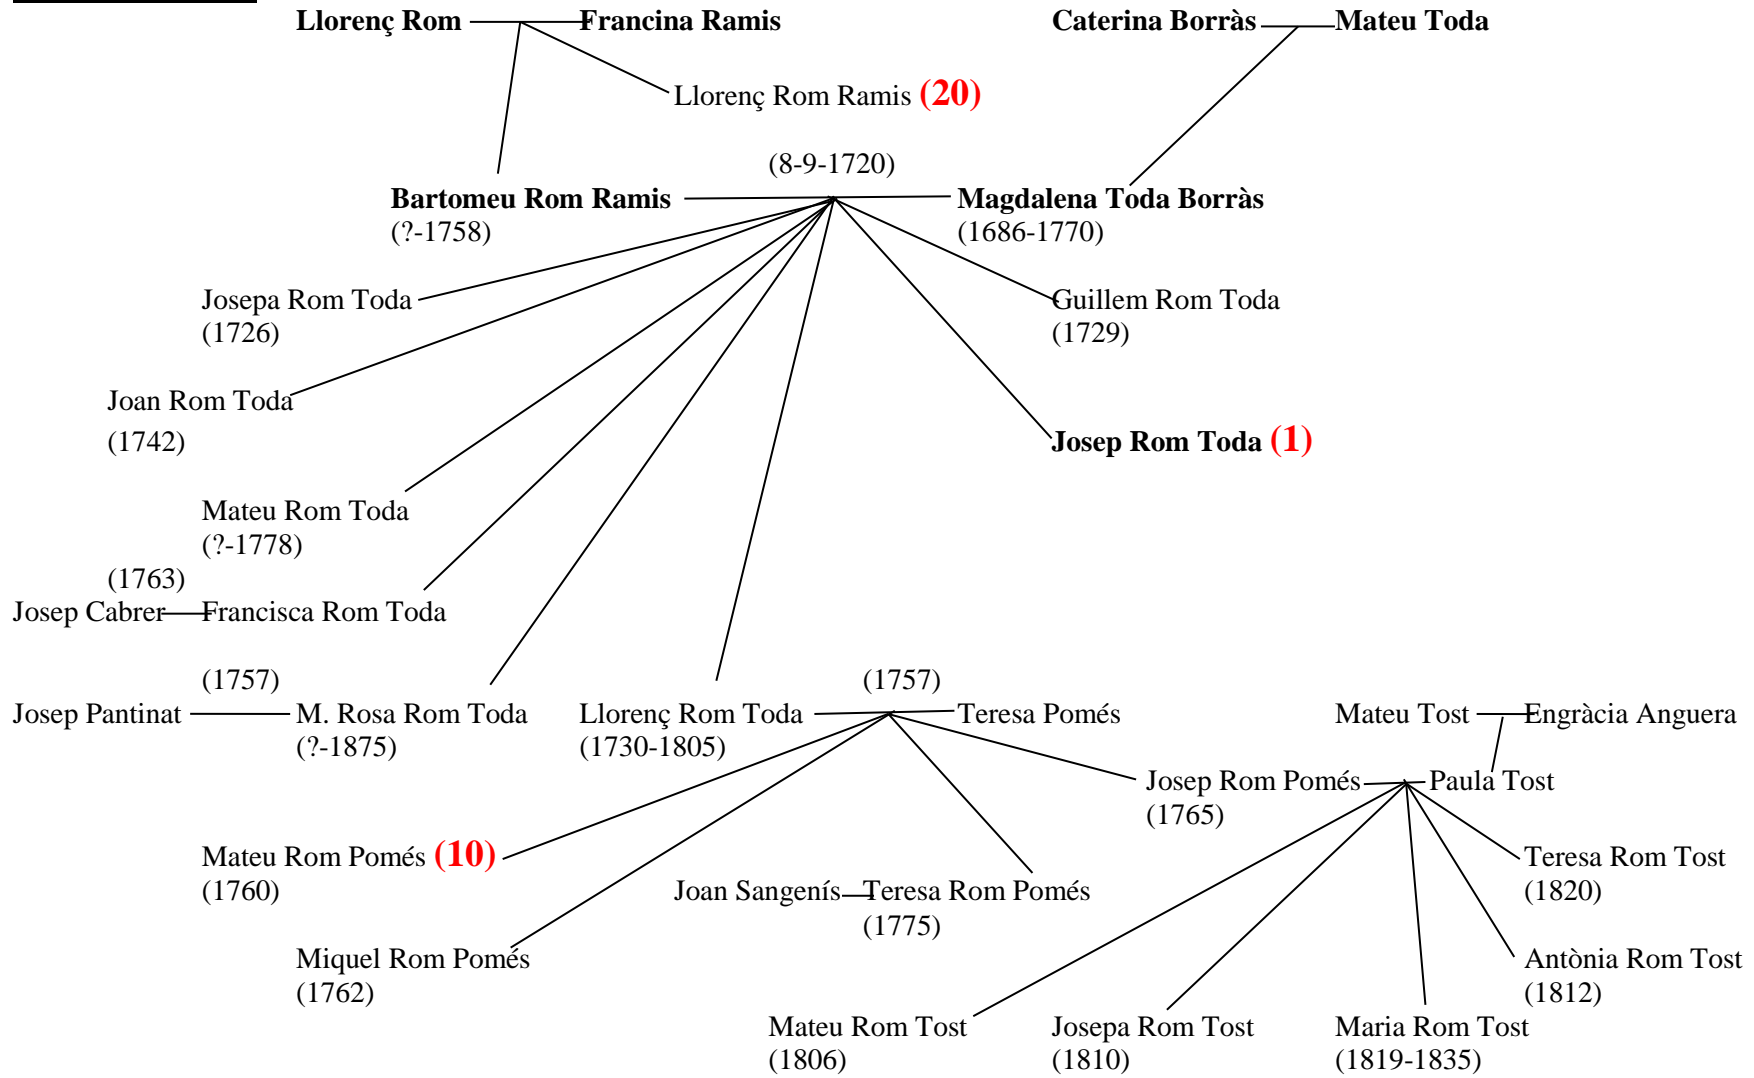 Llorenç Rom Francina Ramis Caterina Borràs Mateu Toda
Llorenç Rom Ramis (20)
(8-9-1720)
Bartomeu Rom Ramis Magdalena Toda Borràs
(?-1758) (1686-1770)
Josepa Rom Toda Guillem Rom Toda
(1726) (1729)
Joan Rom Toda
(1742) Josep Rom Toda (1)
Mateu Rom Toda
(?-1778)
(1763)
Josep Cabrer Francisca Rom Toda
(1757) (1757)
Josep Pantinat M. Rosa Rom Toda Llorenç Rom Toda Teresa Pomés Mateu Tost Engràcia Anguera
(?-1875) (1730-1805)
Josep Rom Pomés Paula Tost
(1765)
Mateu Rom Pomés (10) Teresa Rom Tost
(1760) Joan Sangenís Teresa Rom Pomés (1820)
(1775)
Miquel Rom Pomés Antònia Rom Tost
(1762) (1812)
Mateu Rom Tost Josepa Rom Tost Maria Rom Tost
(1806) (1810) (1819-1835)